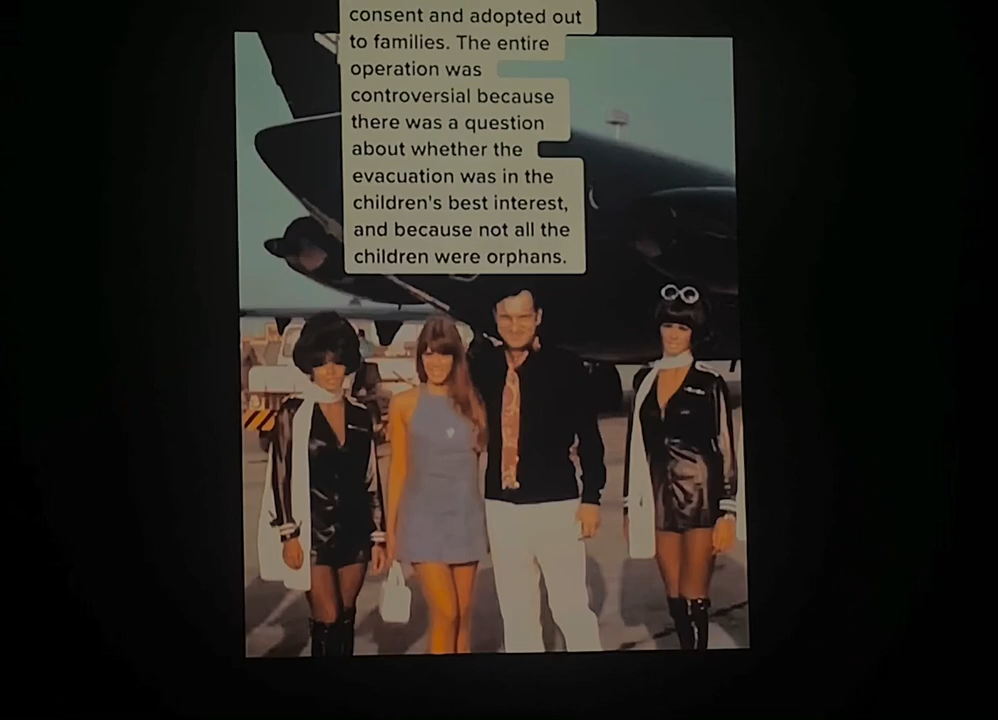 consent and adopted out
to families. The entire
operation was
controversial because
there was a question
about whether the
evacuation was in the
children's best interest,
and because not all the
children were orphans.